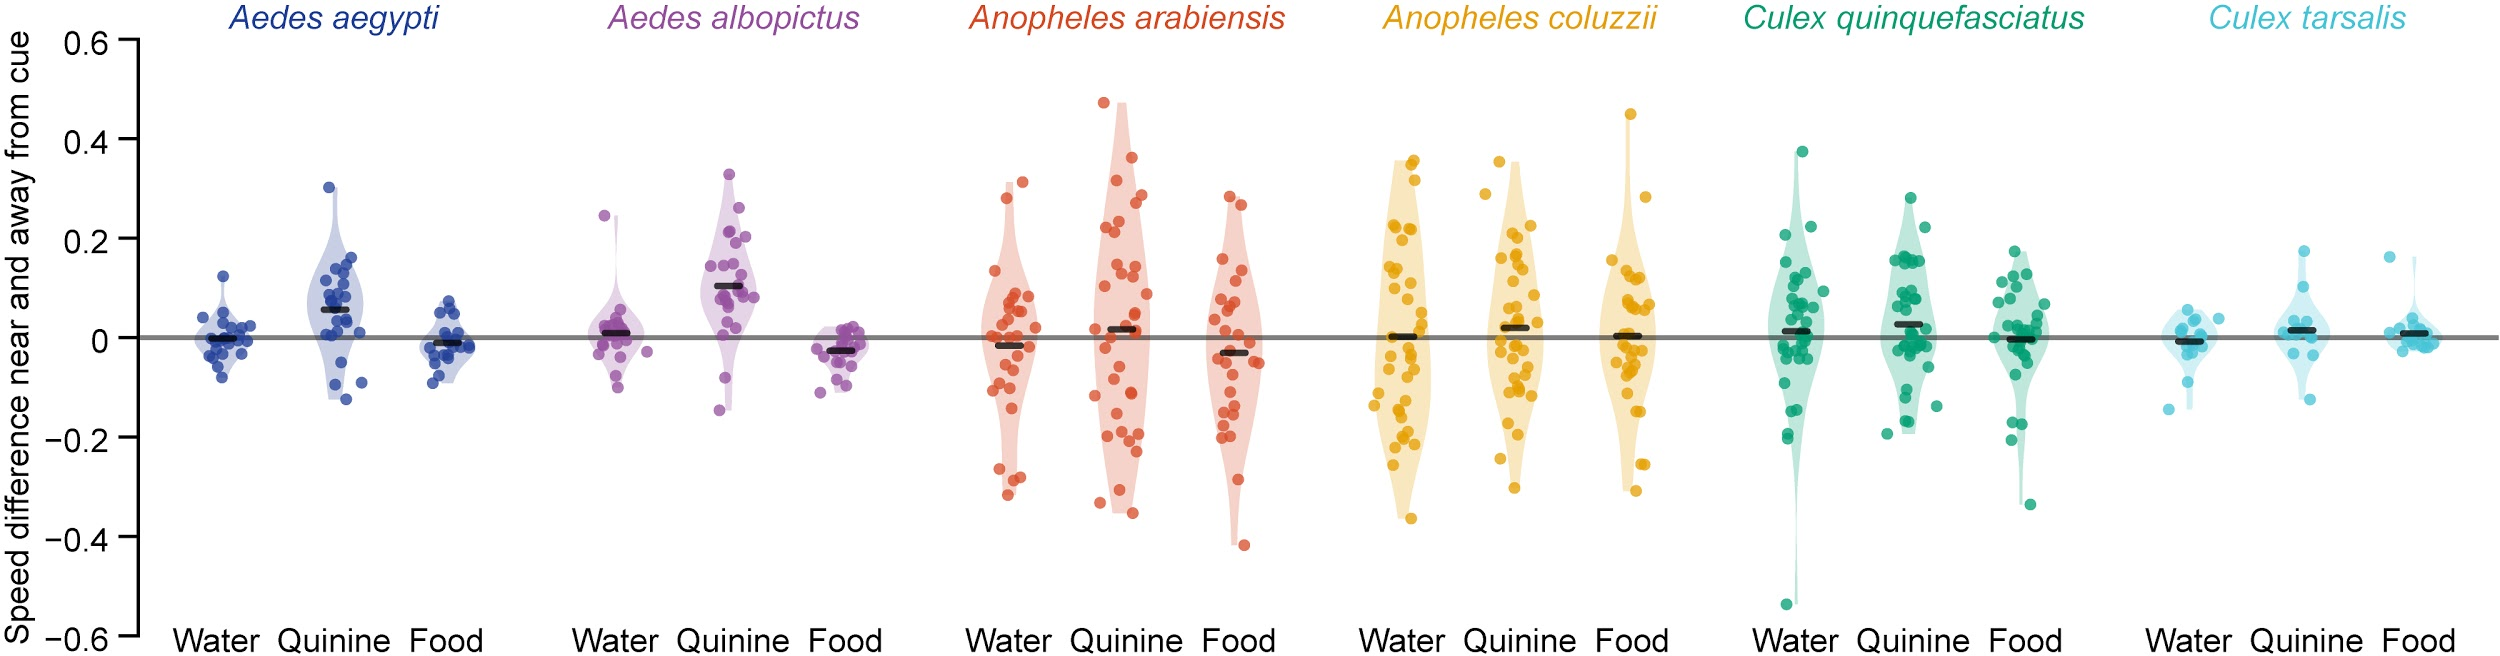 Aedes aegypti Aedes albopictus Anopheles arabiensis Anopheles coluzzii Culex quinquefasciatus Culex tarsalis
Speed difference near and away from cue
0.6
0.4
0.2
0
−0.2
−0.4
−0.6
Water Quinine Food Water Quinine Food Water Quinine Food Water Quinine Food Water Quinine Food Water Quinine Food